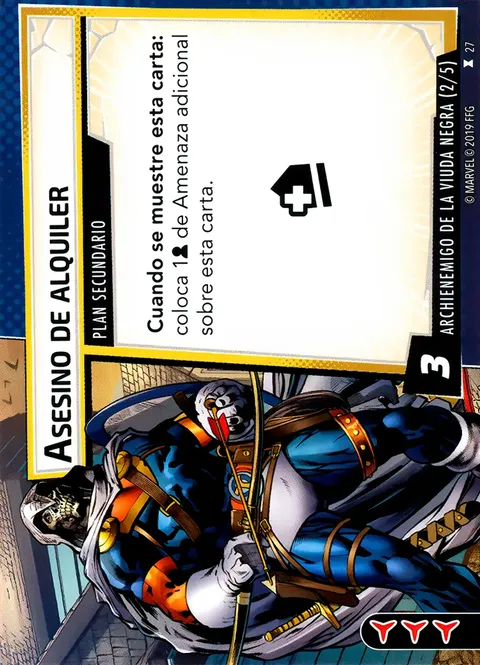 ASESINO DE ALQUILER
PLAN SECUNDARIO
Cuando se muestre esta carta:
coloca 1 de Amenaza adicional
sobre esta carta.
3
ARCHIENEMIGO DE LA VIUDA NEGRA (2/5)
© MARVEL © 2019 FFG
27